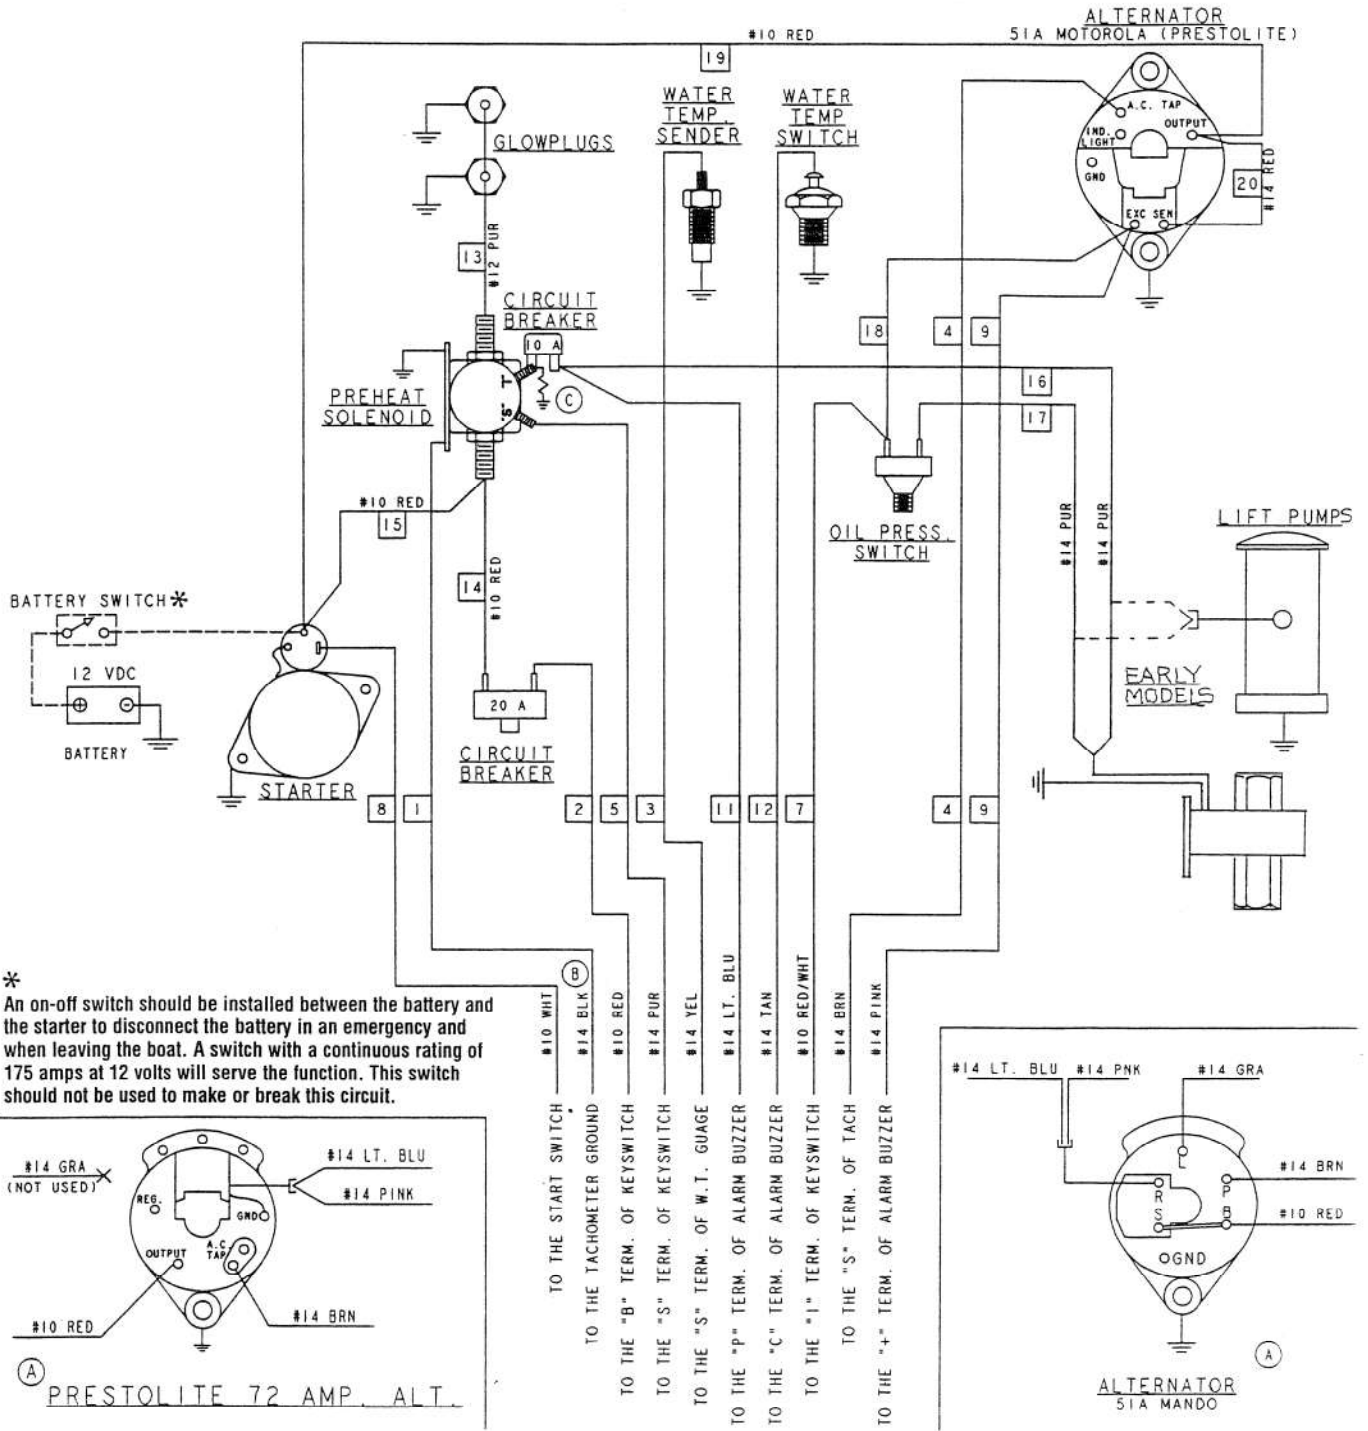 ALTERNATOR
51A MOTOROLA (PRESTOLITE)
#10 RED
19
A.C. TAP
OUTPUT
IND.
LIGHT
GND
EXC SEN
20
#14 RED
WATER
TEMP.
SENDER
WATER
TEMP
SWITCH
GLOWPLUGS
13
#12 PUR
CIRCUIT
BREAKER
10 A
PREHEAT
SOLENOID
I
S
C
18
4
9
16
17
#10 RED
15
14
#10 RED
OIL PRESS.
SWITCH
#14 PUR
#14 PUR
LIFT PUMPS
EARLY
MODELS
BATTERY SWITCH*
12 VDC
+
-
BATTERY
STARTER
20 A
CIRCUIT
BREAKER
8
1
2
5
3
11
12
7
4
9
B
#10 WHT
#14 BLK
#10 RED
#14 PUR
#14 YEL
#14 LT. BLU
#14 TAN
#10 RED/WHT
#14 BRN
#14 PINK
TO THE START SWITCH
TO THE TACHOMETER GROUND
TO THE "B" TERM. OF KEYSWITCH
TO THE "S" TERM. OF KEYSWITCH
TO THE "S" TERM. OF W.T. GUAGE
TO THE "P" TERM. OF ALARM BUZZER
TO THE "C" TERM. OF ALARM BUZZER
TO THE "I" TERM. OF KEYSWITCH
TO THE "S" TERM. OF TACH
TO THE "+" TERM. OF ALARM BUZZER
*
An on-off switch should be installed between the battery and
the starter to disconnect the battery in an emergency and
when leaving the boat. A switch with a continuous rating of
175 amps at 12 volts will serve the function. This switch
should not be used to make or break this circuit.
#14 GRA
(NOT USED)
#14 LT. BLU
#14 PINK
REG.
GND
OUTPUT
A.C.
TAP
#14 BRN
#10 RED
A
PRESTOLITE 72 AMP. ALT.
#14 LT. BLU
#14 PNK
#14 GRA
L
R
P
S
B
#14 BRN
#10 RED
GND
A
ALTERNATOR
51A MANDO